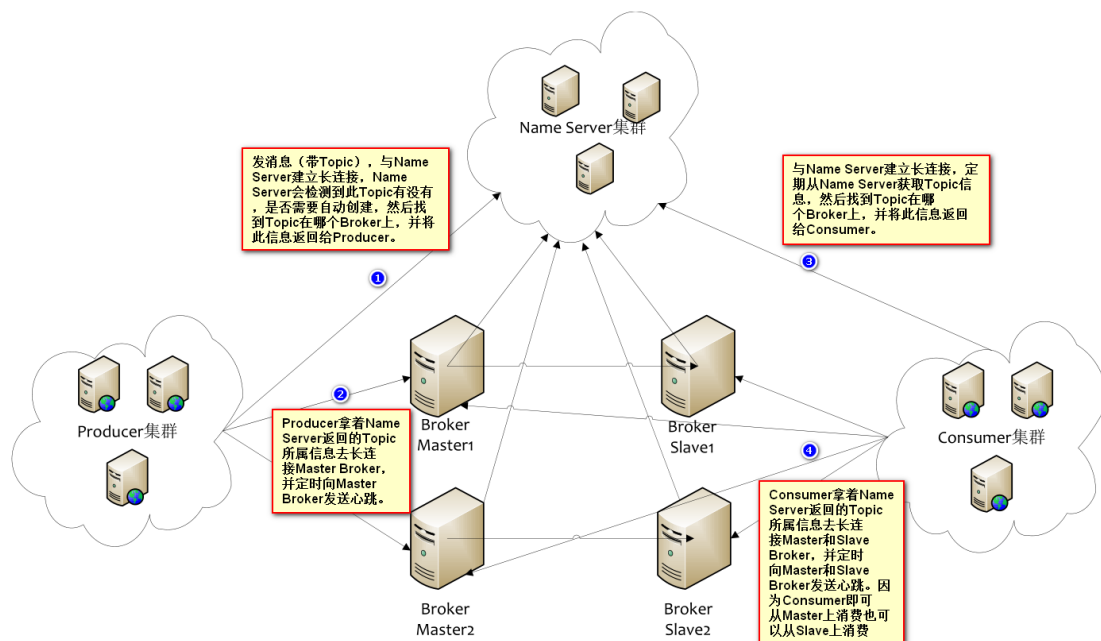 Name Server集群
发消息（带Topic），与Name
Server建立长连接，Name
Server会检测到此Topic有没有
，是否需要自动创建，然后找
到Topic在哪个Broker上，并将
此信息返回给Producer。
与Name Server建立长连接，定
期从Name Server获取Topic信
息，然后找到Topic在哪
个Broker上，并将此信息返回
给Consumer。
1
3
2
Producer集群
Broker
Master1
Broker
Slave1
Consumer集群
Producer拿着Name
Server返回的Topic
所属信息去长连
接Master Broker，
并定时向Master
Broker发送心跳。
4
Consumer拿着Name
Server返回的Topic
所属信息去长连
接Master和Slave
Broker，并定时
向Master和Slave
Broker发送心跳。因
为Consumer即可
从Master上消费也可
以从Slave上消费
Broker
Master2
Broker
Slave2